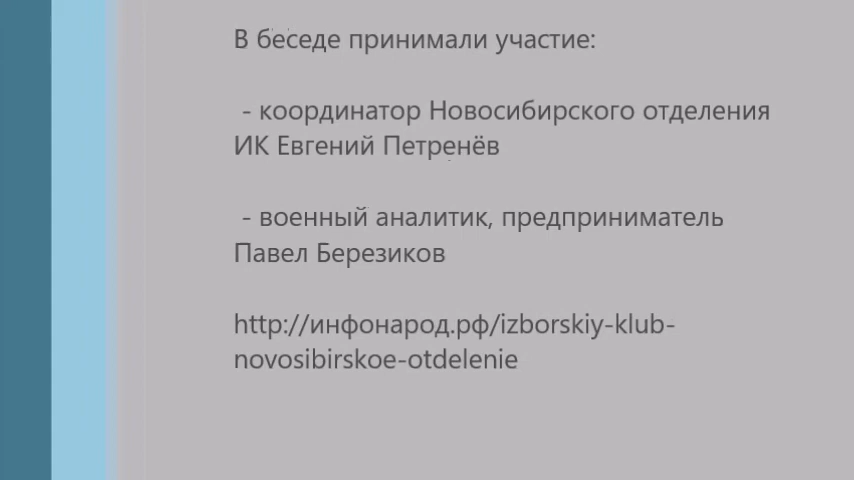 В беседе принимали участие:
- координатор Новосибирского отделения
ИК Евгений Петренёв
- военный аналитик, предприниматель
Павел Березиков
http://инфонарод.рф/izborskiy-klub-
novosibirskoe-otdelenie